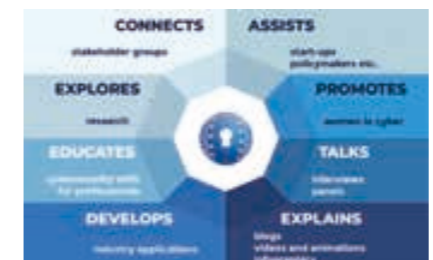 CONNECTS
stakeholder groups
ASSISTS
start-ups
policymakers etc.
EXPLORES
research
PROMOTES
women in cyber
EDUCATES
cybersecurity skills
for professionals
TALKS
interviews
panels
DEVELOPS
industry applications
EXPLAINS
blogs
videos and animations
infographics